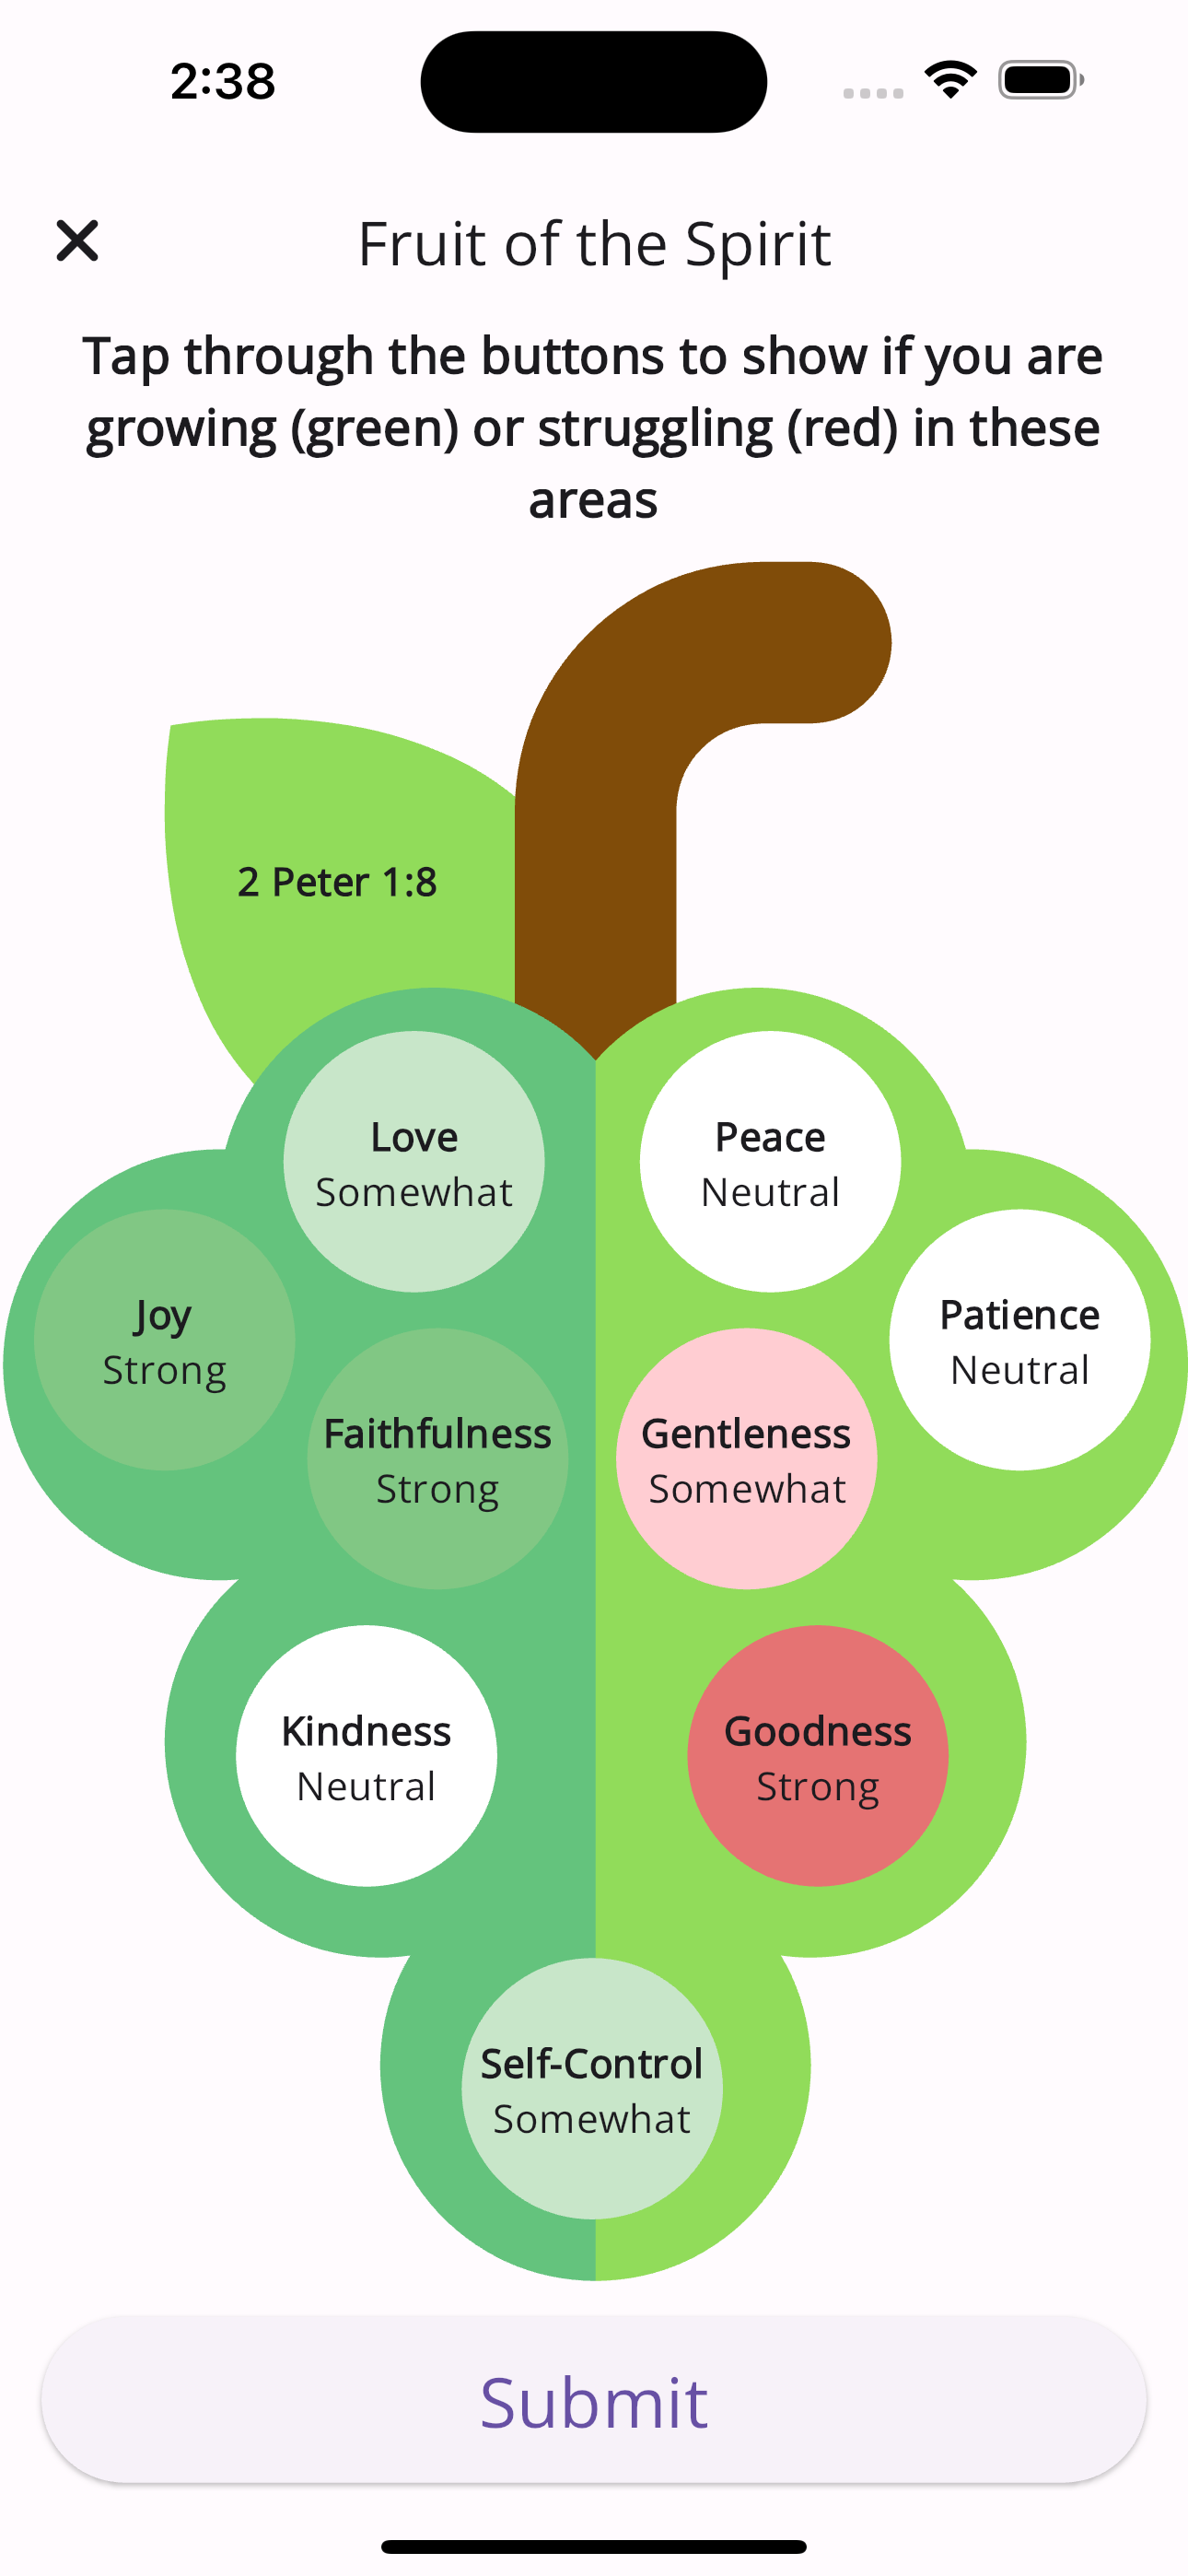 2:38
Fruit of the Spirit
Tap through the buttons to show if you are
growing (green) or struggling (red) in these
areas
2 Peter 1:8
Love
Somewhat
Peace
Neutral
Joy
Strong
Patience
Neutral
Faithfulness
Strong
Gentleness
Somewhat
Kindness
Neutral
Goodness
Strong
Self-Control
Somewhat
Submit